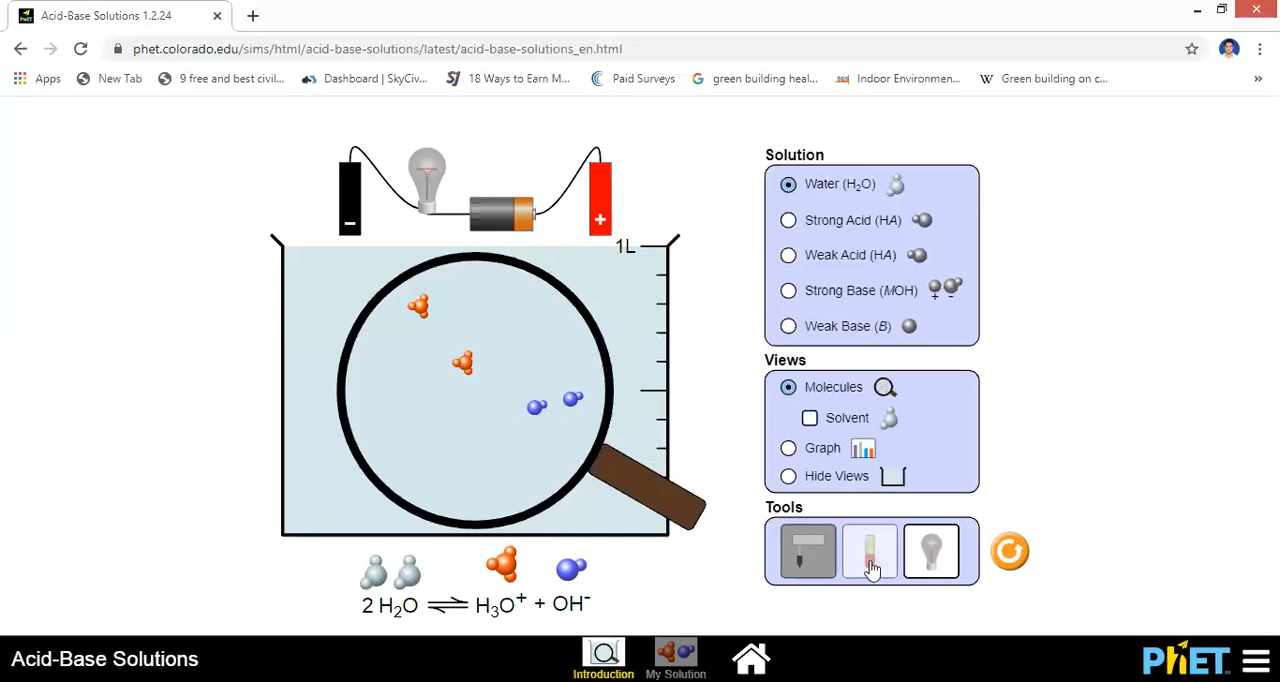 Acid-Base Solutions 1.2.24
phet.colorado.edu/sims/html/acid-base-solutions/latest/acid-base-solutions_en.html
Apps
New Tab
9 free and best civil...
Dashboard | SkyCiv...
18 Ways to Earn M...
Paid Surveys
green building heal...
Indoor Environmen...
Green building on c...
»
1L
− +
2 H₂O ⇌ H₃O⁺ + OH⁻
Solution
Water (H₂O)
Strong Acid (HA)
Weak Acid (HA)
Strong Base (MOH)
+ -
Weak Base (B)
Views
Molecules
Solvent
Graph
Hide Views
Tools
Acid-Base Solutions
Introduction
My Solution
PhET